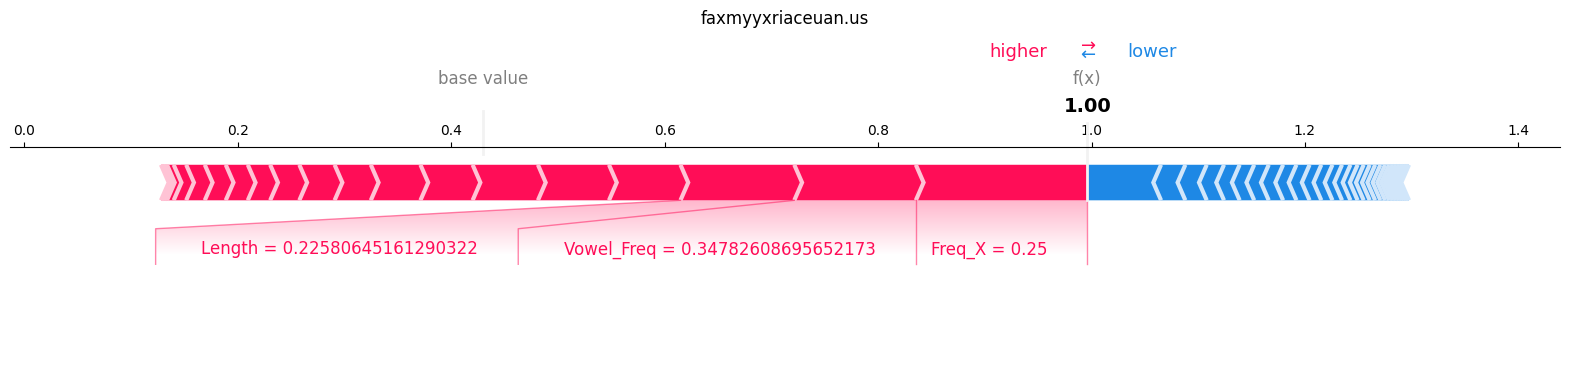 faxmyyxriaceuan.us
higher ⇄ lower
base value f(x)
1.00
0.0 0.2 0.4 0.6 0.8 1.0 1.2 1.4
Length = 0.22580645161290322 Vowel_Freq = 0.34782608695652173 Freq_X = 0.25